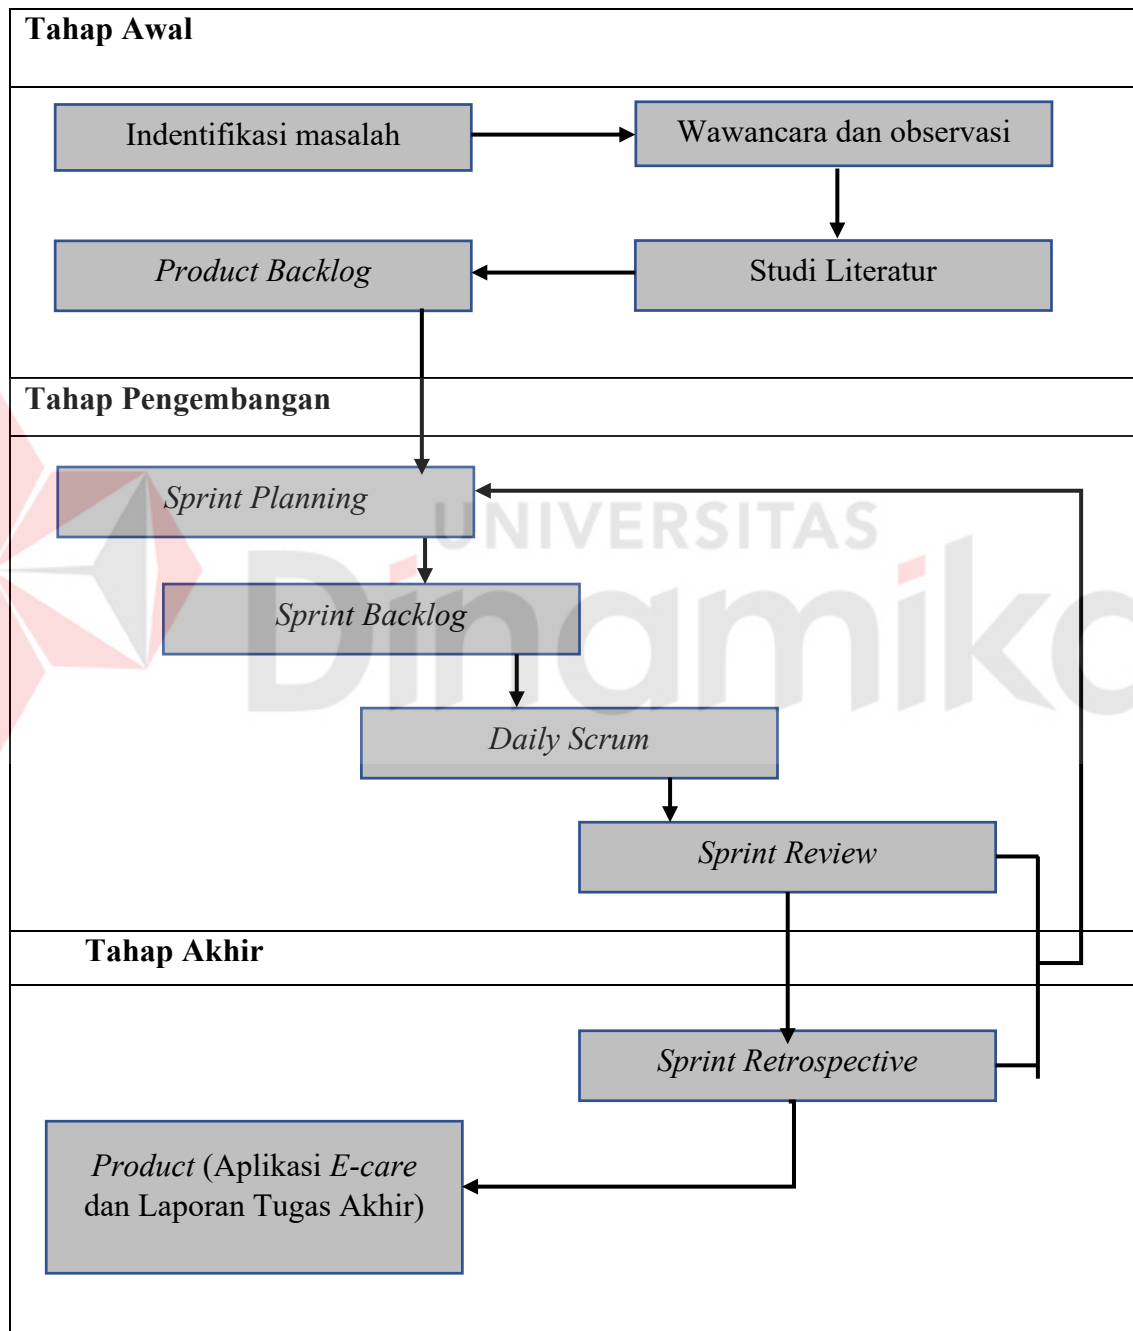 Tahap Awal
Indentifikasi masalah
Wawancara dan observasi
Product Backlog
Studi Literatur
Tahap Pengembangan
Sprint Planning
UNIVERSITAS
Sprint Backlog
Dinamika
Daily Scrum
Sprint Review
Tahap Akhir
Sprint Retrospective
Product (Aplikasi E-care
dan Laporan Tugas Akhir)